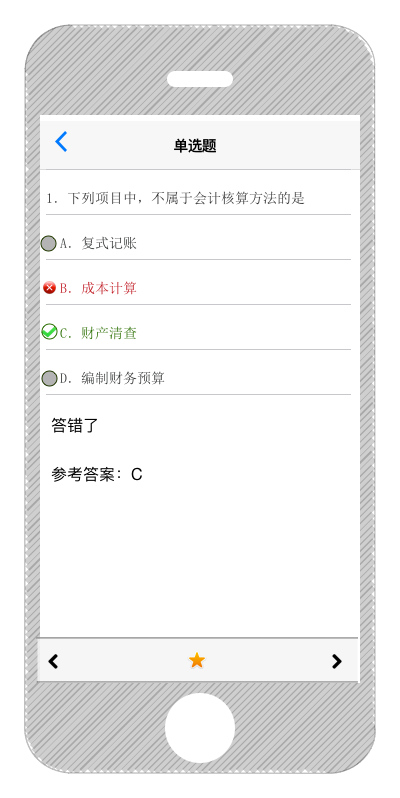 单选题
1. 下列项目中，不属于会计核算方法的是
A. 复式记账
B. 成本计算
C. 财产清查
D. 编制财务预算
答错了
参考答案：C